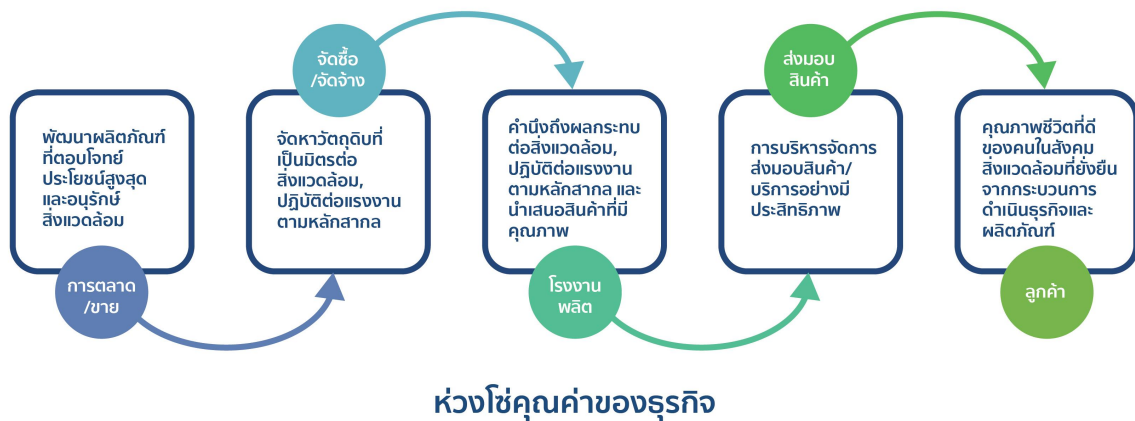 พัฒนาผลิตภัณฑ์
ที่ตอบโจทย์
ประโยชน์สูงสุด
และอนุรักษ์
สิ่งแวดล้อม
การตลาด
/ขาย
จัดซื้อ
/จัดจ้าง
จัดหาวัตถุดิบที่
เป็นมิตรต่อ
สิ่งแวดล้อม,
ปฏิบัติต่อแรงงาน
ตามหลักสากล
คำนึงถึงผลกระทบ
ต่อสิ่งแวดล้อม,
ปฏิบัติต่อแรงงาน
ตามหลักสากล และ
นำเสนอสินค้าที่มี
คุณภาพ
โรงงาน
พลิต
ส่งมอบ
สินค้า
การบริหารจัดการ
ส่งมอบสินค้า/
บริการอย่างมี
ประสิทธิภาพ
คุณภาพชีวิตที่ดี
ของคนในสังคม
สิ่งแวดล้อมที่ยั่งยืน
จากกระบวนการ
ดำเนินธุรกิจและ
ผลิตภัณฑ์
ลูกค้า
ห่วงโซ่คุณค่าของธุรกิจ